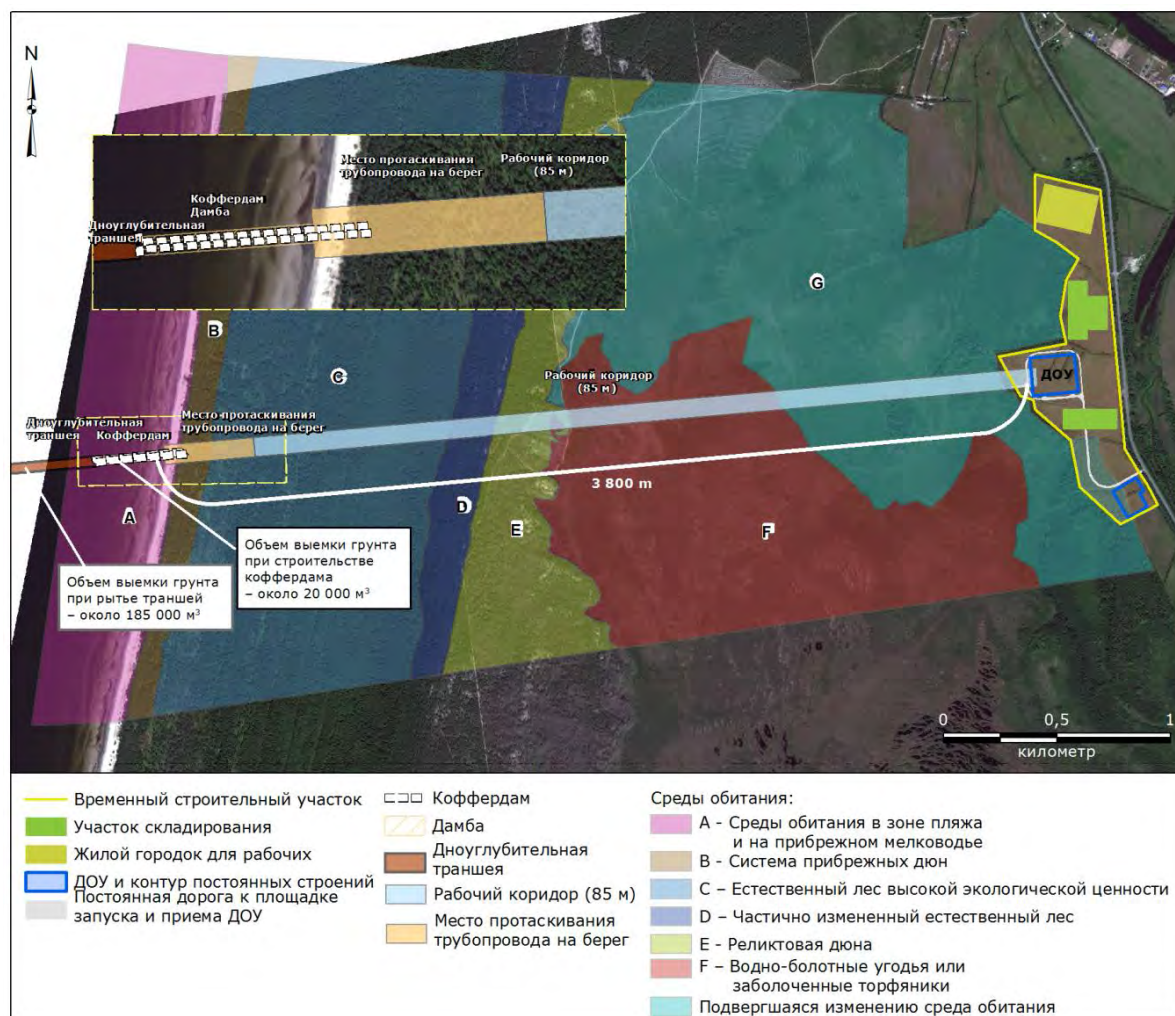 N
Место протаскивания
трубопровода на берег
Рабочий коридор
(85 м)
Коффердам
Дамба
Дноуглубительная
траншея
G
B
C
Рабочий коридор
(85 м)
ДОУ
Место протаскивания
трубопровода на берег
Дноуглубительная
траншея
Коффердам
3 800 m
A
D
E
F
Объем выемки грунта
при строительстве
коффердама
– около 20 000 м³
Объем выемки грунта
при рытье траншей
– около 185 000 м³
0 0,5 1
километр
Временный строительный участок
Участок складирования
Жилой городок для рабочих
ДОУ и контур постоянных строений
Постоянная дорога к площадке
запуска и приема ДОУ
Коффердам
Дамба
Дноуглубительная
траншея
Рабочий коридор (85 м)
Место протаскивания
трубопровода на берег
Среды обитания:
A - Среды обитания в зоне пляжа
и на прибрежном мелководье
B - Система прибрежных дюн
C – Естественный лес высокой экологической ценности
D – Частично измененный естественный лес
E - Реликтовая дюна
F – Водно-болотные угодья или
заболоченные торфяники
Подвергшаяся изменению среда обитания